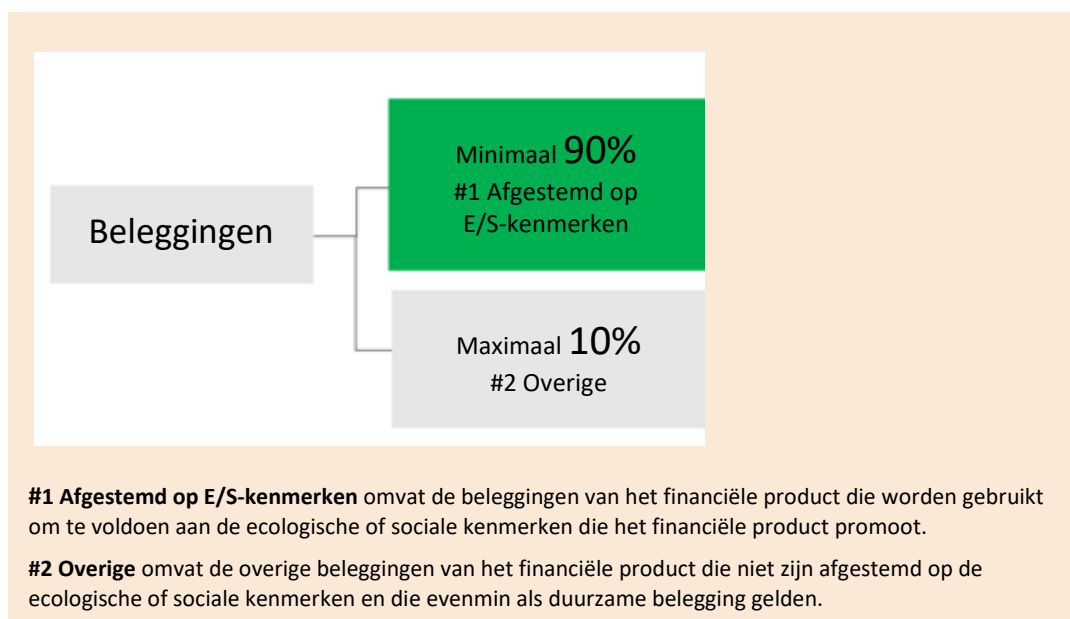 Minimaal 90%
#1 Afgestemd op
E/S-kenmerken
Beleggingen
Maximaal 10%
#2 Overige
#1 Afgestemd op E/S-kenmerken omvat de beleggingen van het financiële product die worden gebruikt
om te voldoen aan de ecologische of sociale kenmerken die het financiële product promoot.
#2 Overige omvat de overige beleggingen van het financiële product die niet zijn afgestemd op de
ecologische of sociale kenmerken en die evenmin als duurzame belegging gelden.